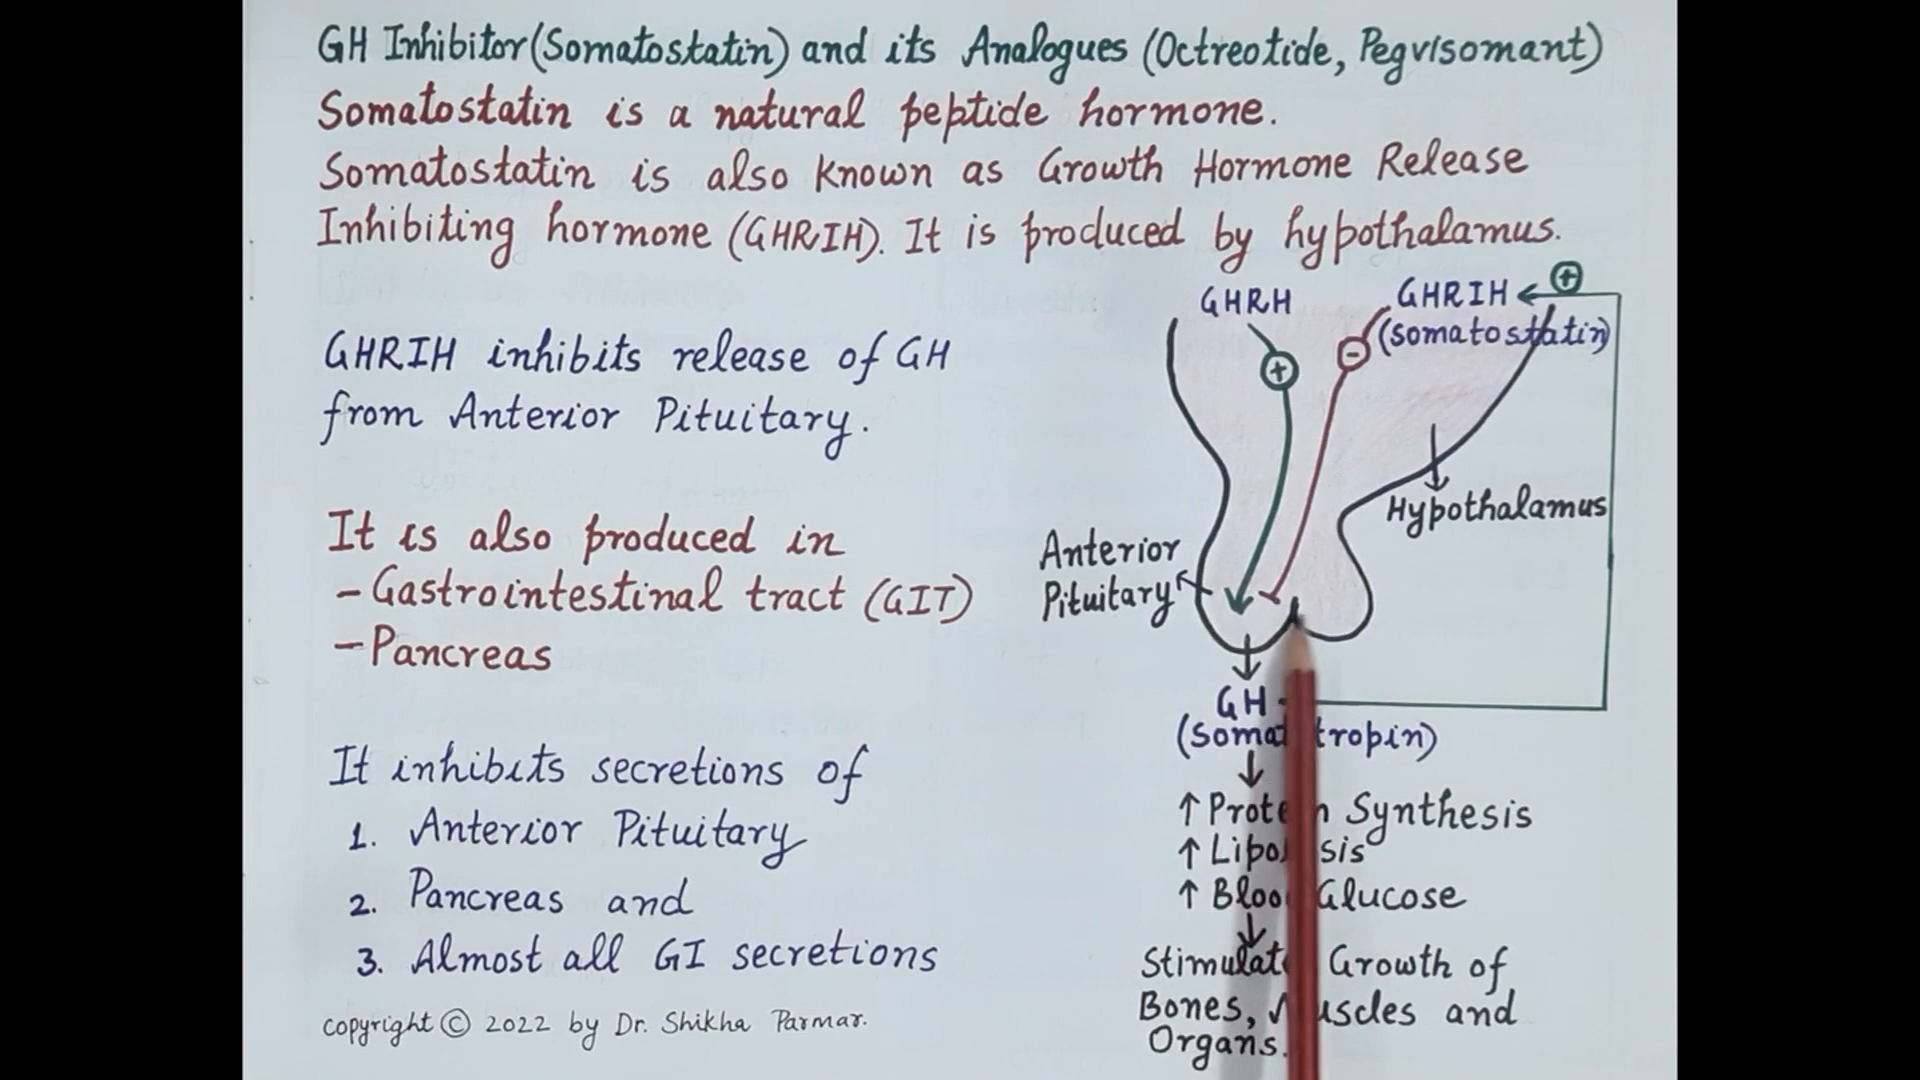 GH Inhibitor(Somatostatin) and its Analogues (Octreotide, Pegvisomant)
Somatostatin is a natural peptide hormone.
Somatostatin is also known as Growth Hormone Release
Inhibiting hormone (GHRIH). It is produced by hypothalamus.
GHRIH inhibits release of GH
from Anterior Pituitary.
It is also produced in
- Gastrointestinal tract (GIT)
- Pancreas
It inhibits secretions of
1. Anterior Pituitary
2. Pancreas and
3. Almost all GI secretions
copyright © 2022 by Dr. Shikha Parmar.
GHRH
GHRIH
(somatostatin)
+
+
-
Hypothalamus
Anterior
Pituitary
GH
↑ Synthesis
↑
↑ Glucose
Growth of
Bones, and
Organs.